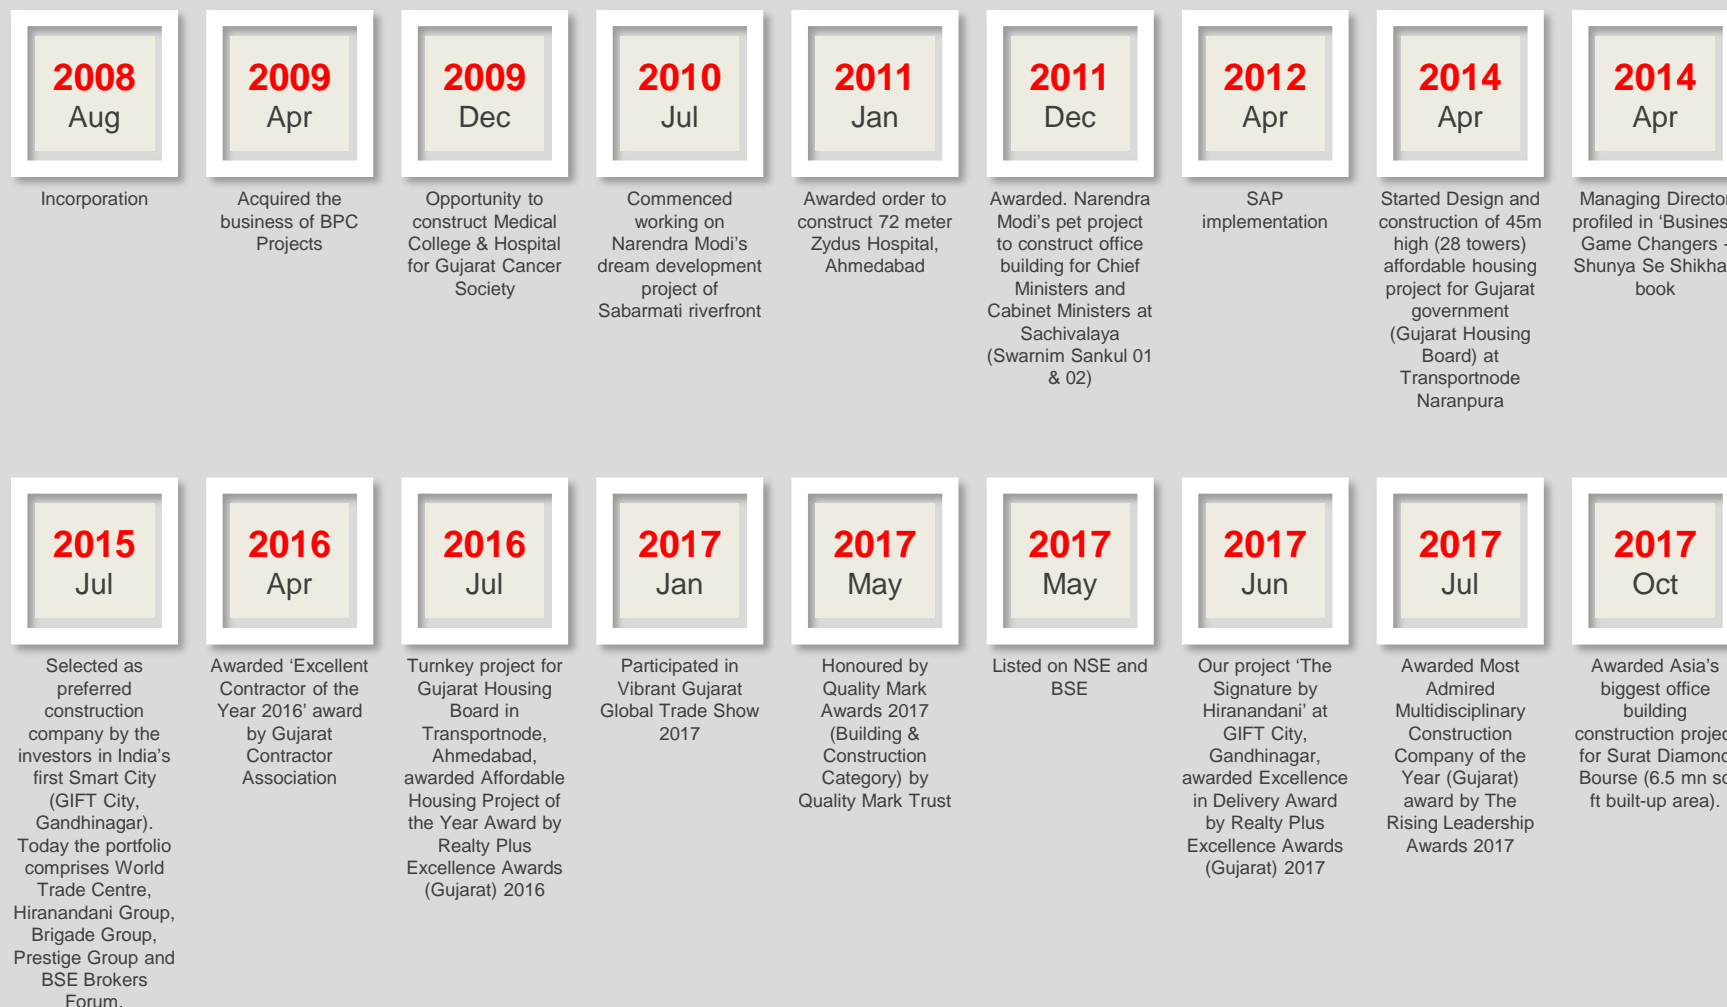 2008
Aug
Incorporation
2009
Apr
Acquired the
business of BPC
Projects
2009
Dec
Opportunity to
construct Medical
College & Hospital
for Gujarat Cancer
Society
2010
Jul
Commenced
working on
Narendra Modi's
dream development
project of
Sabarmati riverfront
2011
Jan
Awarded order to
construct 72 meter
Zydus Hospital,
Ahmedabad
2011
Dec
Awarded. Narendra
Modi's pet project
to construct office
building for Chief
Ministers and
Cabinet Ministers at
Sachivalaya
(Swarnim Sankul 01
& 02)
2012
Apr
SAP
implementation
2014
Apr
Started Design and
construction of 45m
high (28 towers)
affordable housing
project for Gujarat
government
(Gujarat Housing
Board) at
Transportnode
Naranpura
2014
Apr
Managing Director
profiled in 'Business
Game Changers -
Shunya Se
book
2015
Jul
Selected as
preferred
construction
company by the
investors in India's
first Smart City
(GIFT City,
Gandhinagar).
Today the portfolio
comprises World
Trade Centre,
Hiranandani Group,
Brigade Group,
Prestige Group and
BSE Brokers
Forum.
2016
Apr
Awarded 'Excellent
Contractor of the
Year 2016' award
by Gujarat
Contractor
Association
2016
Jul
Turnkey project for
Gujarat Housing
Board in
Transportnode,
Ahmedabad,
awarded Affordable
Housing Project of
the Year Award by
Realty Plus
Excellence Awards
(Gujarat) 2016
2017
Jan
Participated in
Vibrant Gujarat
Global Trade Show
2017
2017
May
Honoured by
Quality Mark
Awards 2017
(Building &
Construction
Category) by
Quality Mark Trust
2017
May
Listed on NSE and
BSE
2017
Jun
Our project 'The
Signature by
Hiranandani' at
GIFT City,
Gandhinagar,
awarded Excellence
in Delivery Award
by Realty Plus
Excellence Awards
(Gujarat) 2017
2017
Jul
Awarded Most
Admired
Multidisciplinary
Construction
Company of the
Year (Gujarat)
award by The
Rising Leadership
Awards 2017
2017
Oct
Awarded Asia's
biggest office
building
construction project
for Surat Diamond
Bourse (6.5 mn sq
ft built-up area).